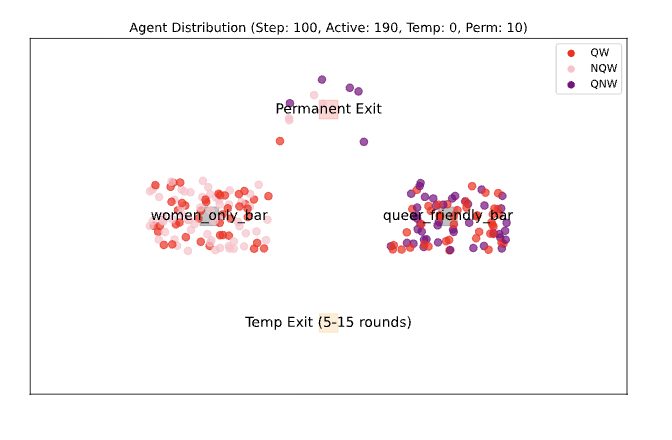 Agent Distribution (Step: 100, Active: 190, Temp: 0, Perm: 10)
QW
NQW
QNW
Permanent Exit
women_only_bar
queer_friendly_bar
Temp Exit (5-15 rounds)